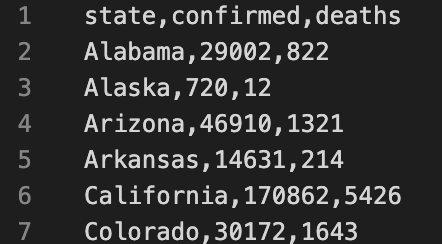 1 state,confirmed,deaths
2 Alabama,29002,822
3 Alaska,720,12
4 Arizona,46910,1321
5 Arkansas,14631,214
6 California,170862,5426
7 Colorado,30172,1643